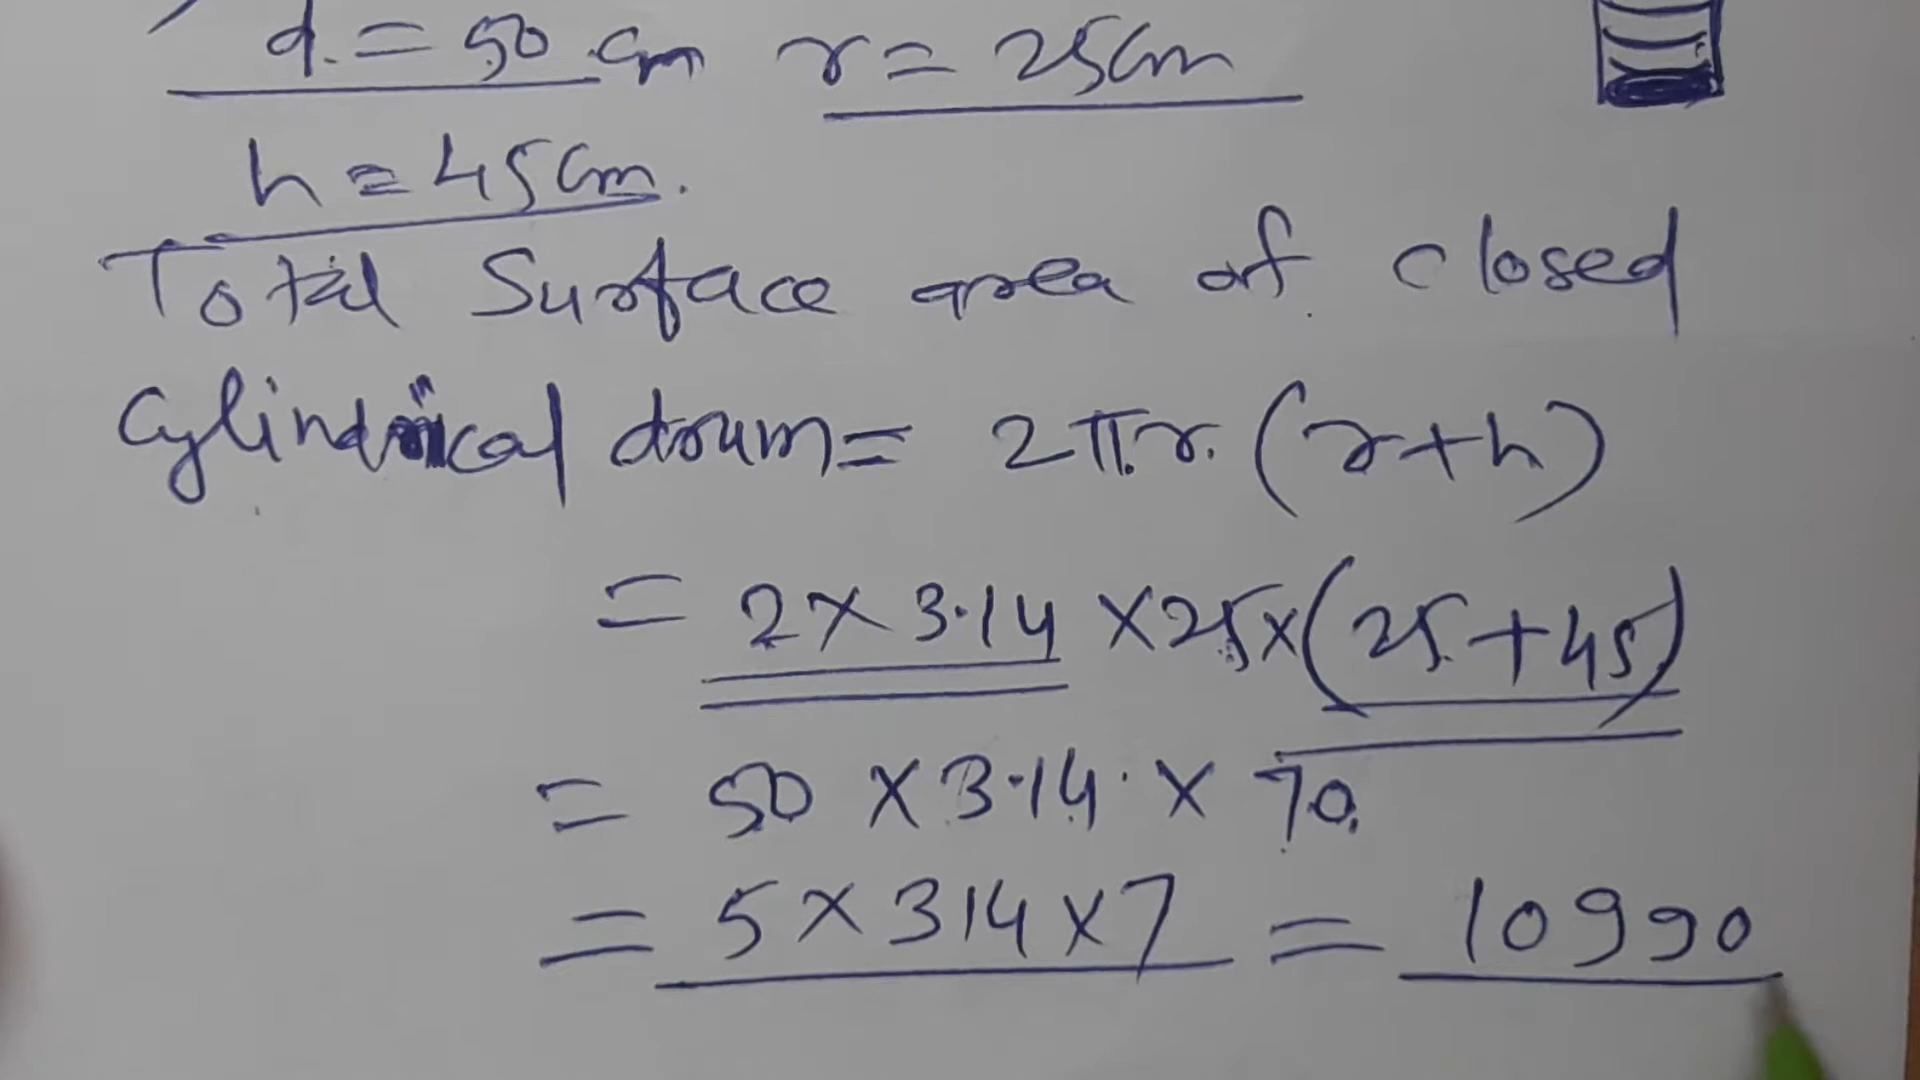 d. = 50 cm r = 25cm
h = 45cm.
Total Surface area of closed
Cylindrical drum = 2π.r. (r+h)
= 2 × 3.14 × 25 × (25 + 45)
= 50 × 3.14 × 70.
= 5 × 314 × 7 = 10990